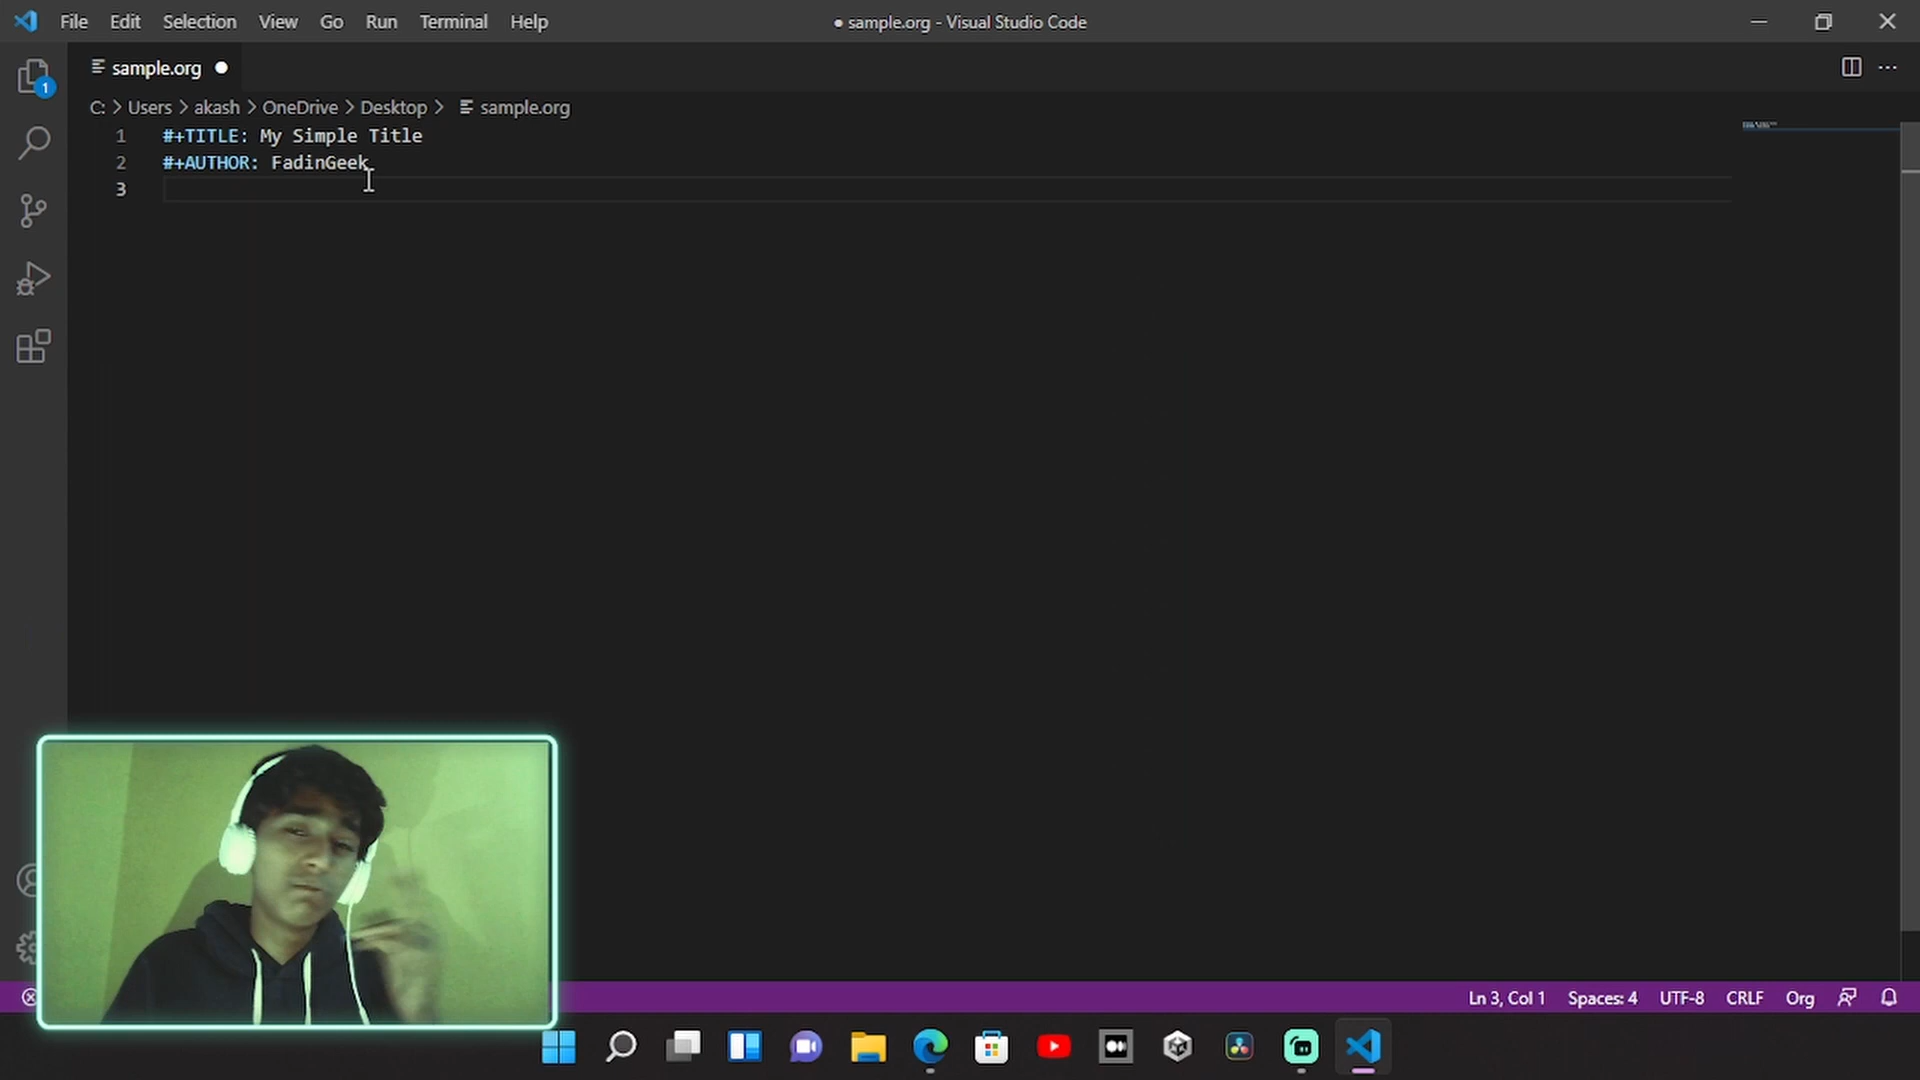 File Edit Selection View Go Run Terminal Help
● sample.org - Visual Studio Code
sample.org ●
C: > Users > akash > OneDrive > Desktop > sample.org
1 #+TITLE: My Simple Title
2 #+AUTHOR: FadinGeek
3
1
Ln 3, Col 1 Spaces: 4 UTF-8 CRLF Org